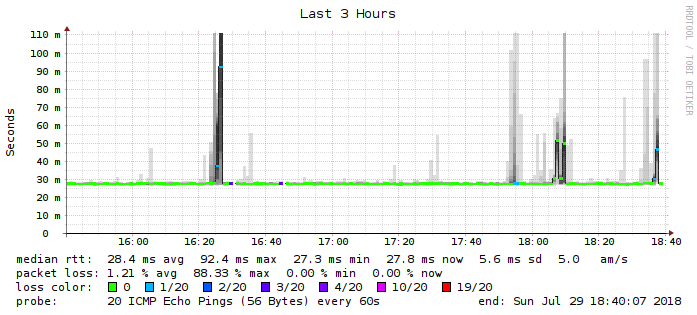 Last 3 Hours
RRDTOOL / TOBI OETIKER
Seconds
110 m
100 m
90 m
80 m
70 m
60 m
50 m
40 m
30 m
20 m
10 m
0
16:00 16:20 16:40 17:00 17:20 17:40 18:00 18:20 18:40
median rtt: 28.4 ms avg 92.4 ms max 27.3 ms min 27.8 ms now 5.6 ms sd 5.0 am/s
packet loss: 1.21 % avg 88.33 % max 0.00 % min 0.00 % now
loss color: 0 1/20 2/20 3/20 4/20 10/20 19/20
probe: 20 ICMP Echo Pings (56 Bytes) every 60s end: Sun Jul 29 18:40:07 2018